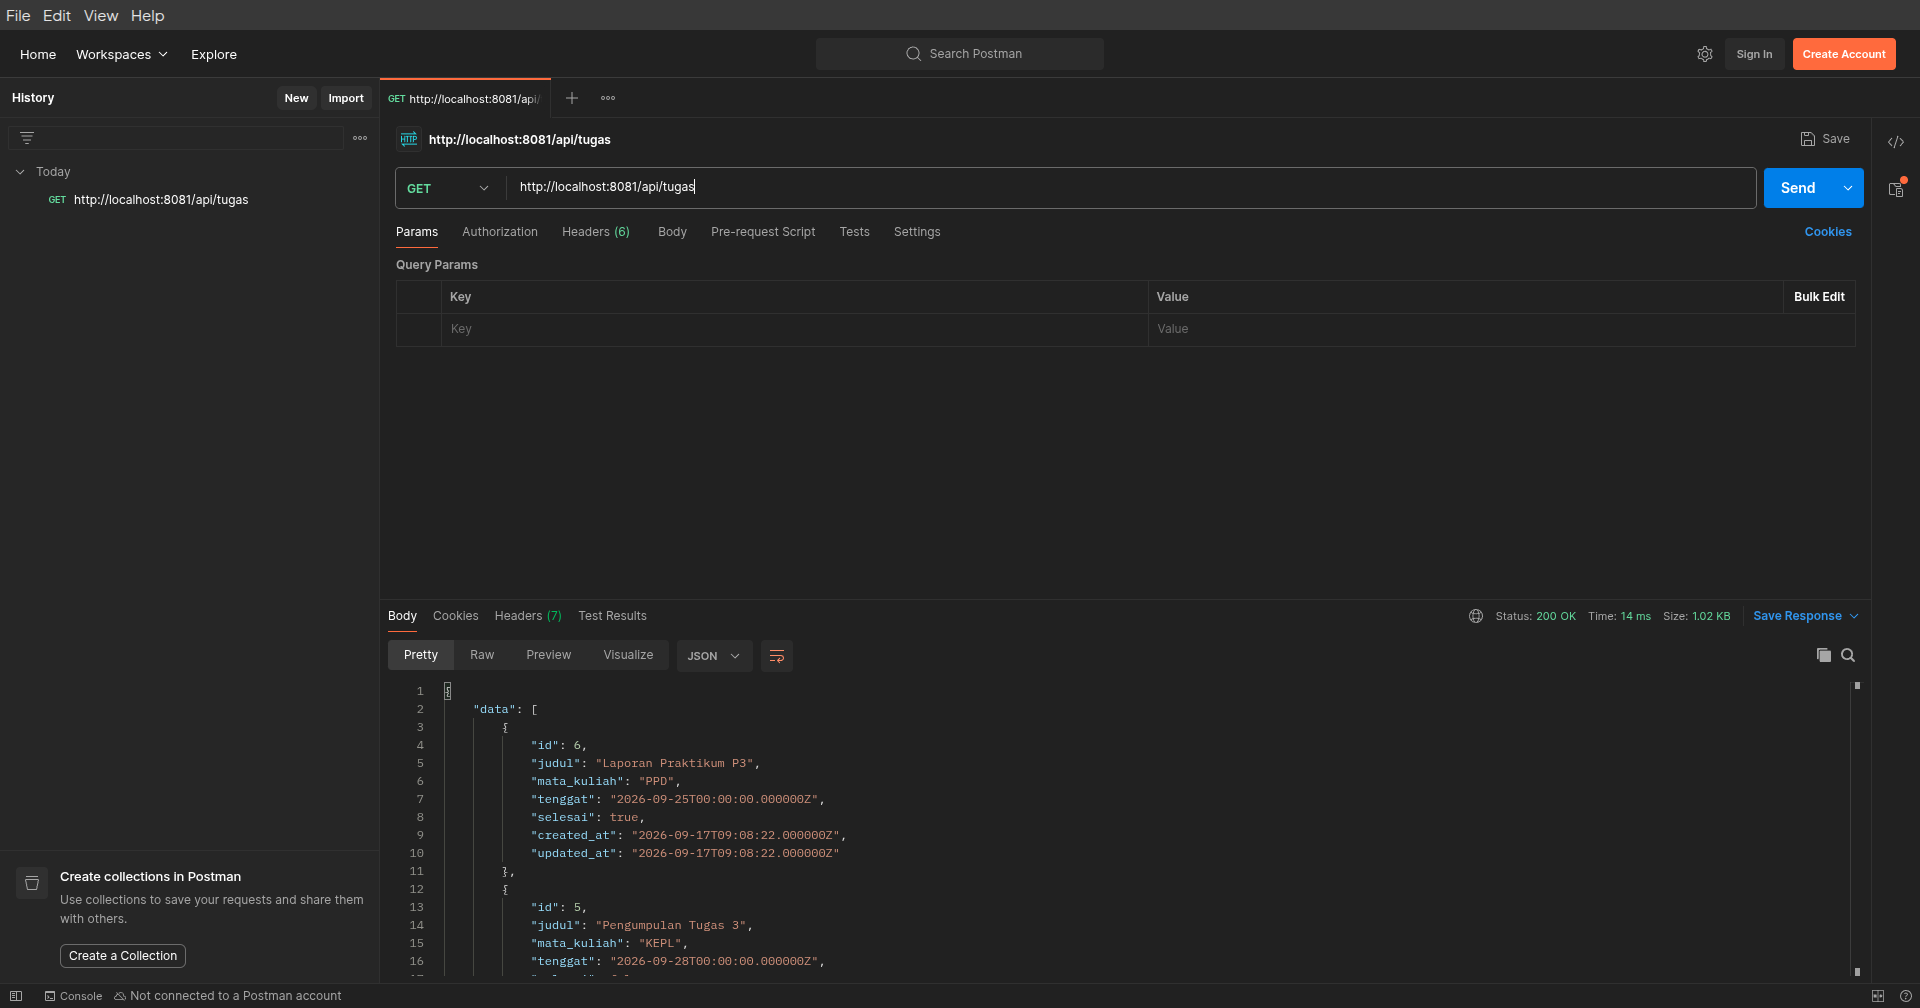 File Edit View Help
Home Workspaces Explore Search Postman Sign In Create Account
History New Import
GET http://localhost:8081/api/
http://localhost:8081/api/tugas Save
Today
GET http://localhost:8081/api/tugas
GET http://localhost:8081/api/tugas Send
Params Authorization Headers (6) Body Pre-request Script Tests Settings Cookies
Query Params
Key Value Bulk Edit
Key Value
Body Cookies Headers (7) Test Results Status: 200 OK Time: 14 ms Size: 1.02 KB Save Response
Pretty Raw Preview Visualize JSON
1 {
2 "data": [
3 {
4 "id": 6,
5 "judul": "Laporan Praktikum P3",
6 "mata_kuliah": "PPD",
7 "tenggat": "2026-09-25T00:00:00.000000Z",
8 "selesai": true,
9 "created_at": "2026-09-17T09:08:22.000000Z",
10 "updated_at": "2026-09-17T09:08:22.000000Z"
11 },
12 {
13 "id": 5,
14 "judul": "Pengumpulan Tugas 3",
15 "mata_kuliah": "KEPL",
16 "tenggat": "2026-09-28T00:00:00.000000Z",
Create collections in Postman
Use collections to save your requests and share them
with others.
Create a Collection
Console Not connected to a Postman account